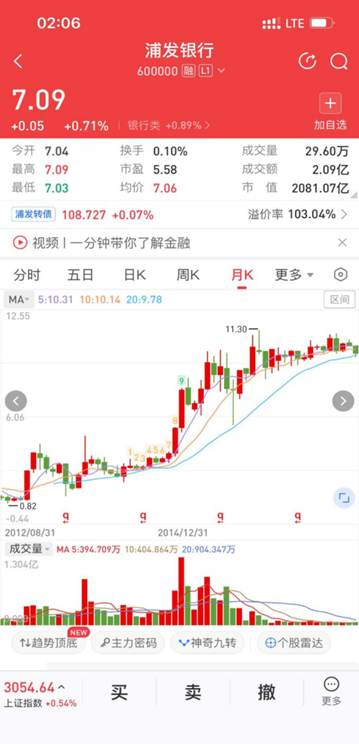 02:06 LTE
浦发银行
600000 融 L1
7.09
+0.05 +0.71% 银行类 +0.89% 加自选
今开 7.04 换手 0.10% 成交量 29.60万
最高 7.09 市盈 5.58 成交额 2.09亿
最低 7.03 均价 7.06 市 值 2081.07亿
浦发转债 108.727 +0.07% 溢价率 103.04%
视频 | 一分钟带你了解金融
分时 五日 日K 周K 月K 更多
MA 5:10.31 10:10.14 20:9.78 区间
12.55
11.30
9
8
6.06
1 2 3 4 5 6 7
0.82
-0.44
q q q q
2012/08/31 2014/12/31
成交量 MA 5:394.709万 10:404.864万 20:904.347万
1.304亿
NEW
趋势顶底 主力密码 神奇九转 个股雷达
3054.64 买 卖 撤
上证指数 +0.54% 更多